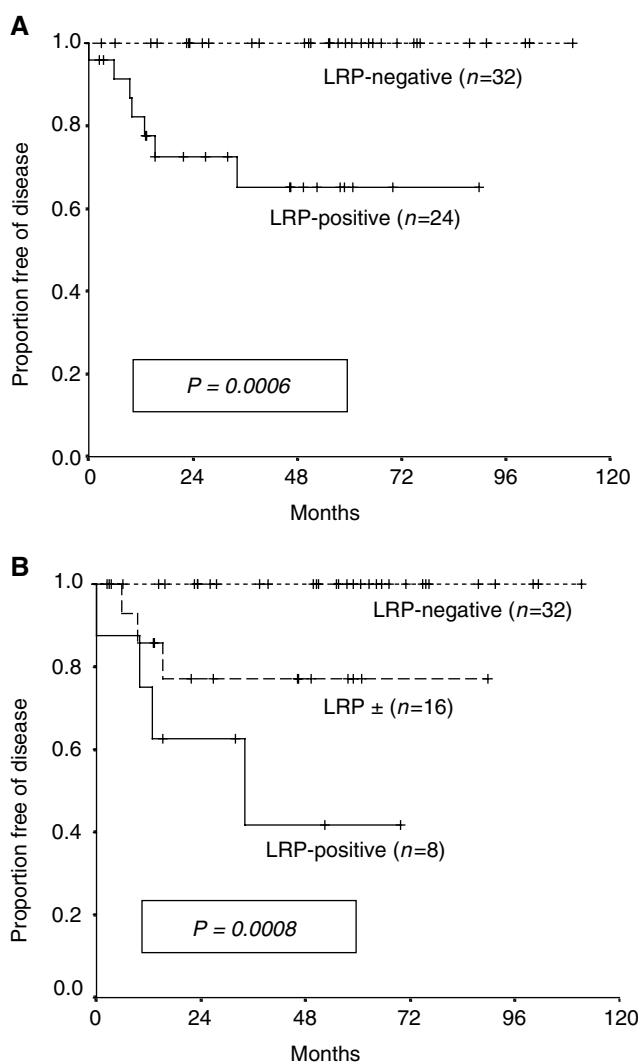 A
Proportion free of disease
1.0
0.8
0.6
0.4
0.2
0.0
LRP-negative (n=32)
LRP-positive (n=24)
P = 0.0006
0 24 48 72 96 120
Months
B
Proportion free of disease
1.0
0.8
0.6
0.4
0.2
0.0
LRP-negative (n=32)
LRP ± (n=16)
LRP-positive (n=8)
P = 0.0008
0 24 48 72 96 120
Months